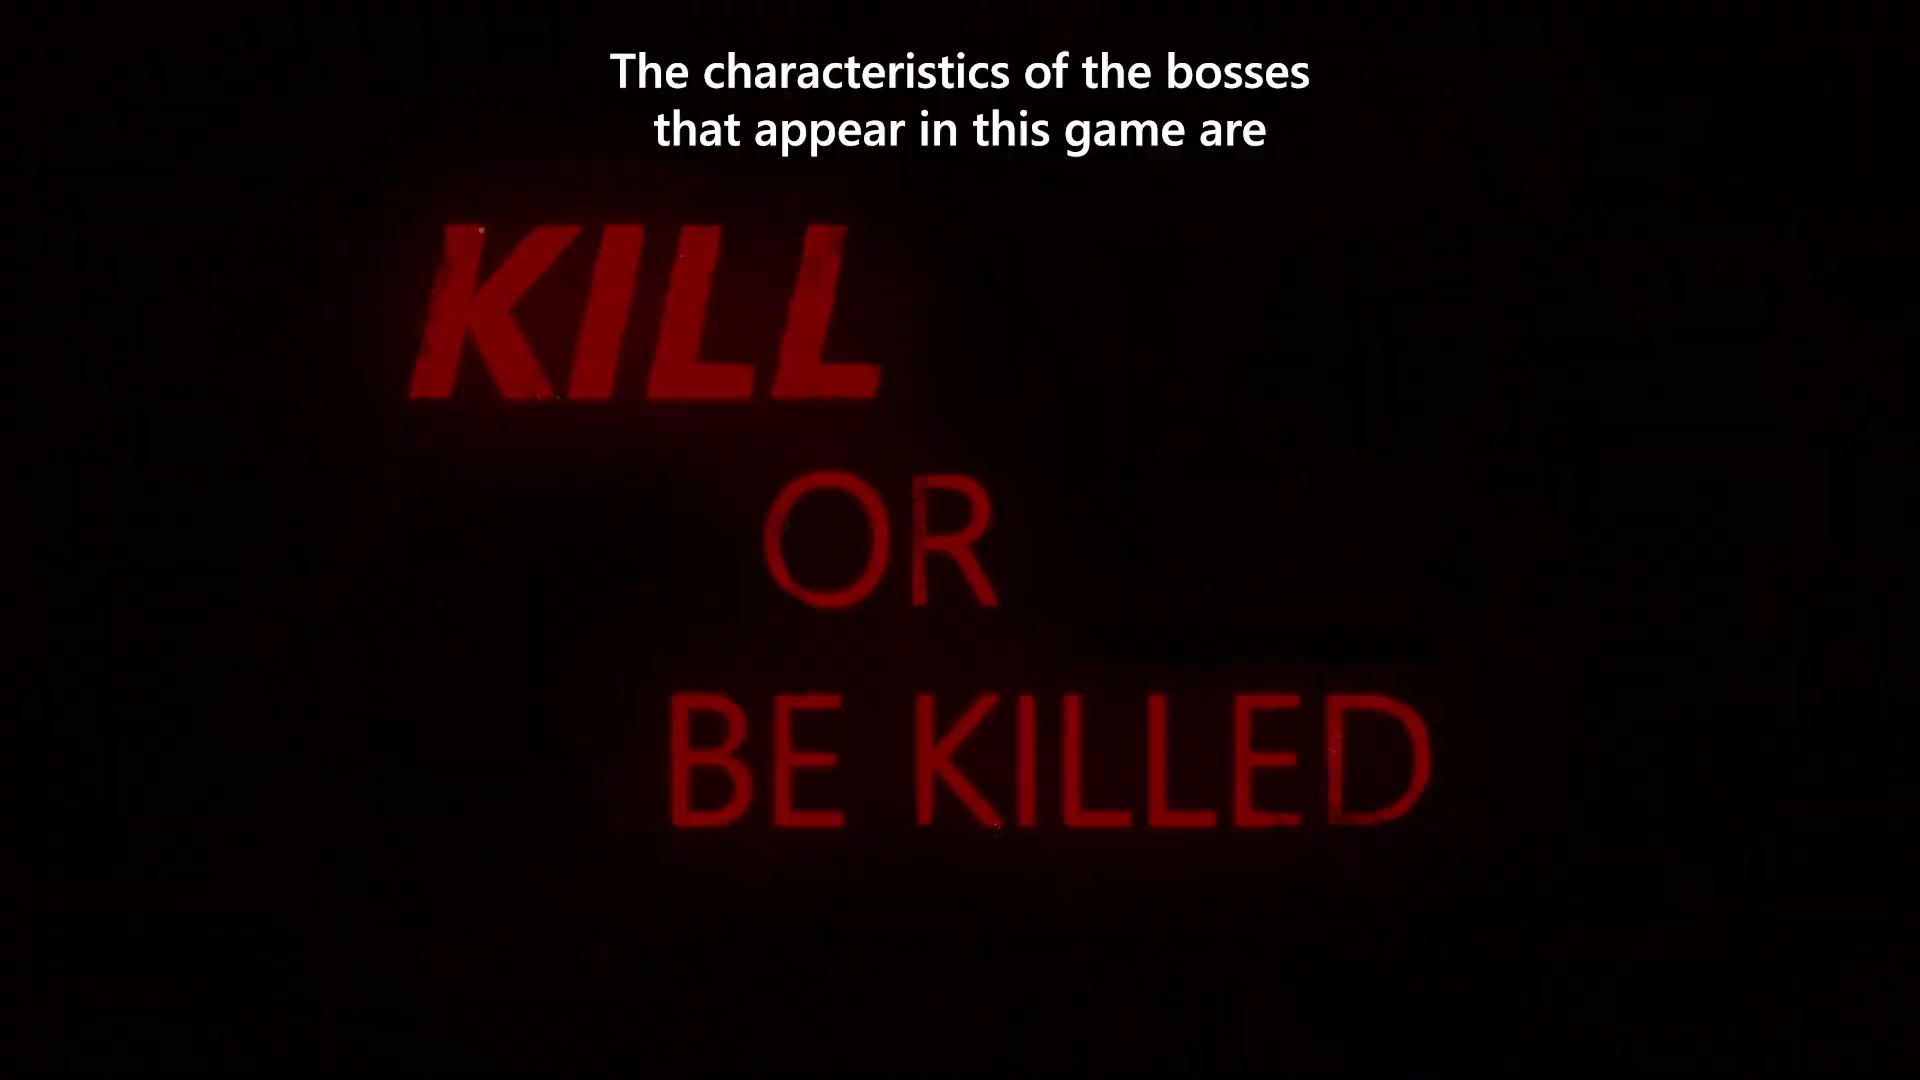 The characteristics of the bosses
that appear in this game are
KILL
OR
BE KILLED